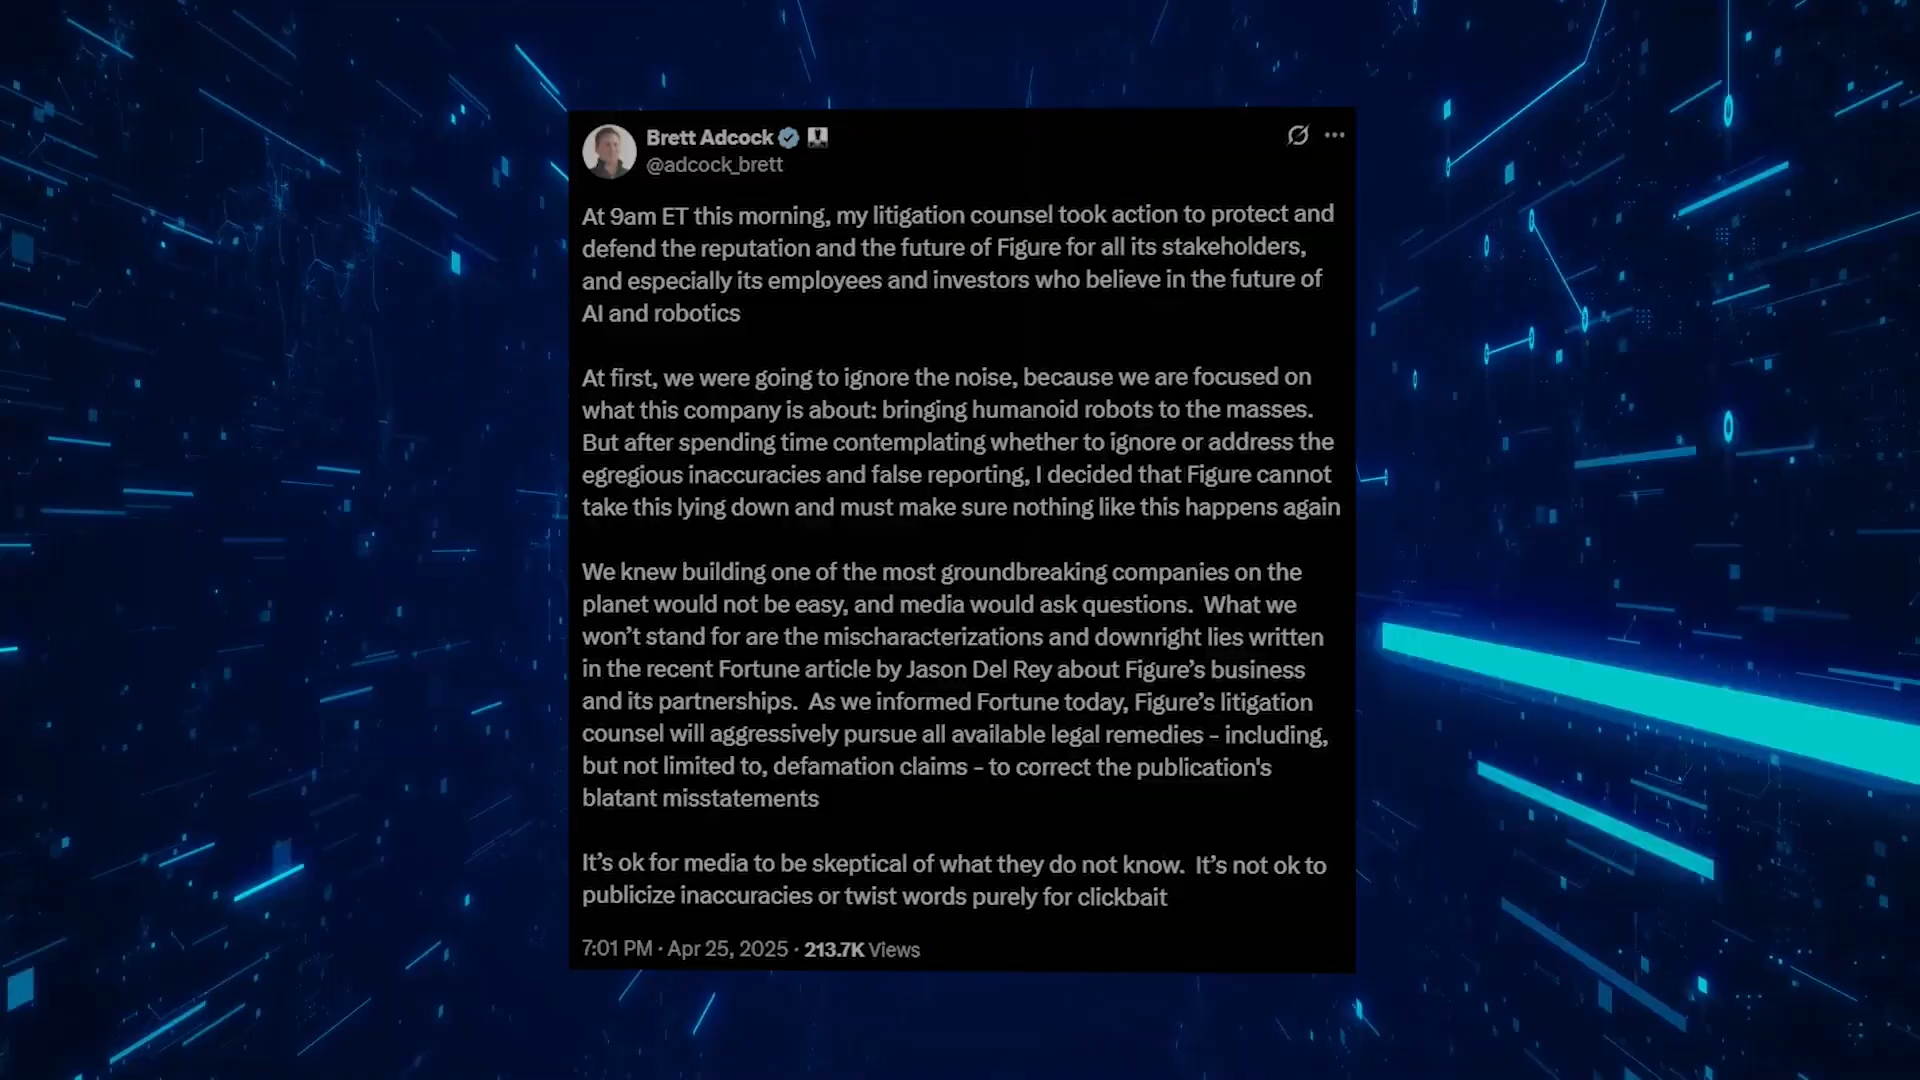 Brett Adcock
@adcock_brett
At 9am ET this morning, my litigation counsel took action to protect and
defend the reputation and the future of Figure for all its stakeholders,
and especially its employees and investors who believe in the future of
AI and robotics
At first, we were going to ignore the noise, because we are focused on
what this company is about: bringing humanoid robots to the masses.
But after spending time contemplating whether to ignore or address the
egregious inaccuracies and false reporting, I decided that Figure cannot
take this lying down and must make sure nothing like this happens again
We knew building one of the most groundbreaking companies on the
planet would not be easy, and media would ask questions.  What we
won’t stand for are the mischaracterizations and downright lies written
in the recent Fortune article by Jason Del Rey about Figure’s business
and its partnerships.  As we informed Fortune today, Figure’s litigation
counsel will aggressively pursue all available legal remedies – including,
but not limited to, defamation claims – to correct the publication's
blatant misstatements
It’s ok for media to be skeptical of what they do not know.  It’s not ok to
publicize inaccuracies or twist words purely for clickbait
7:01 PM · Apr 25, 2025 · 213.7K Views